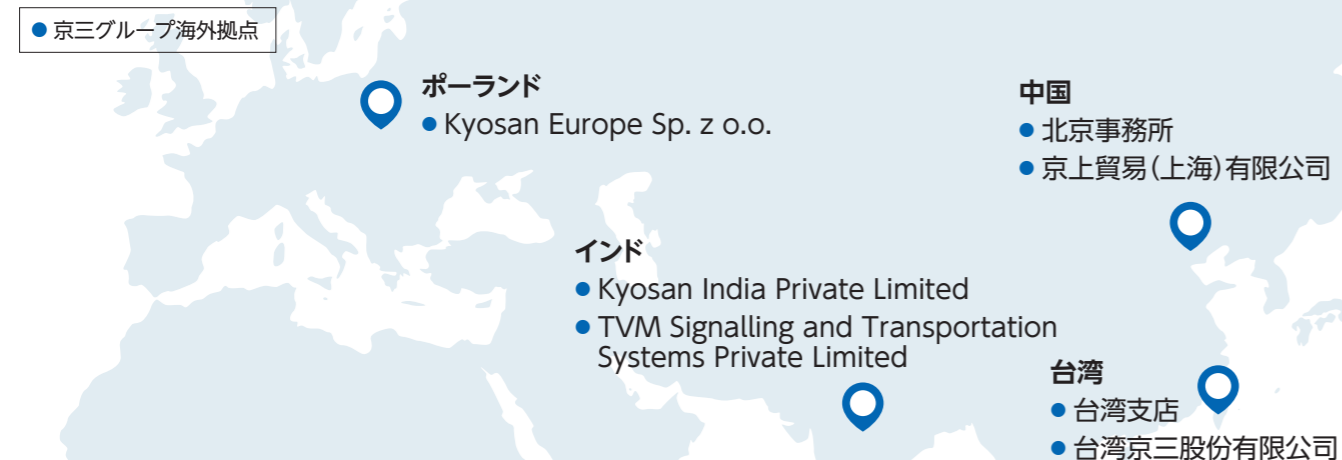 ● 京三グループ海外拠点
ポーランド
● Kyosan Europe Sp. z o.o.
中国
● 北京事務所
● 京上貿易(上海)有限公司
インド
● Kyosan India Private Limited
● TVM Signalling and Transportation
Systems Private Limited
台湾
● 台湾支店
● 台湾京三股份有限公司